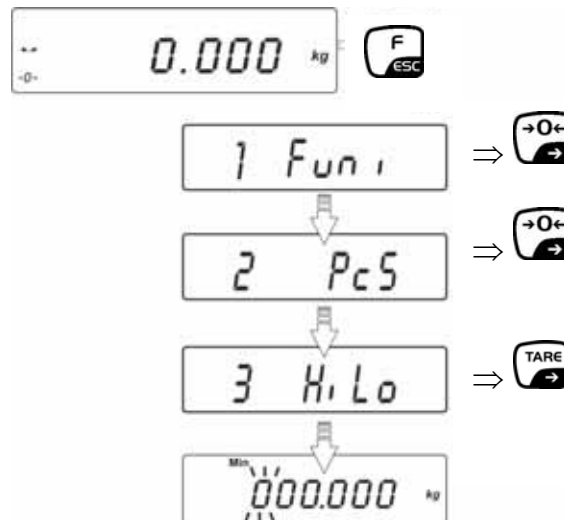 0.000 kg F ESC
→0←
1 Funi →0←
2 PcS →0←
3 HiLo TARE
Min
000.000 kg